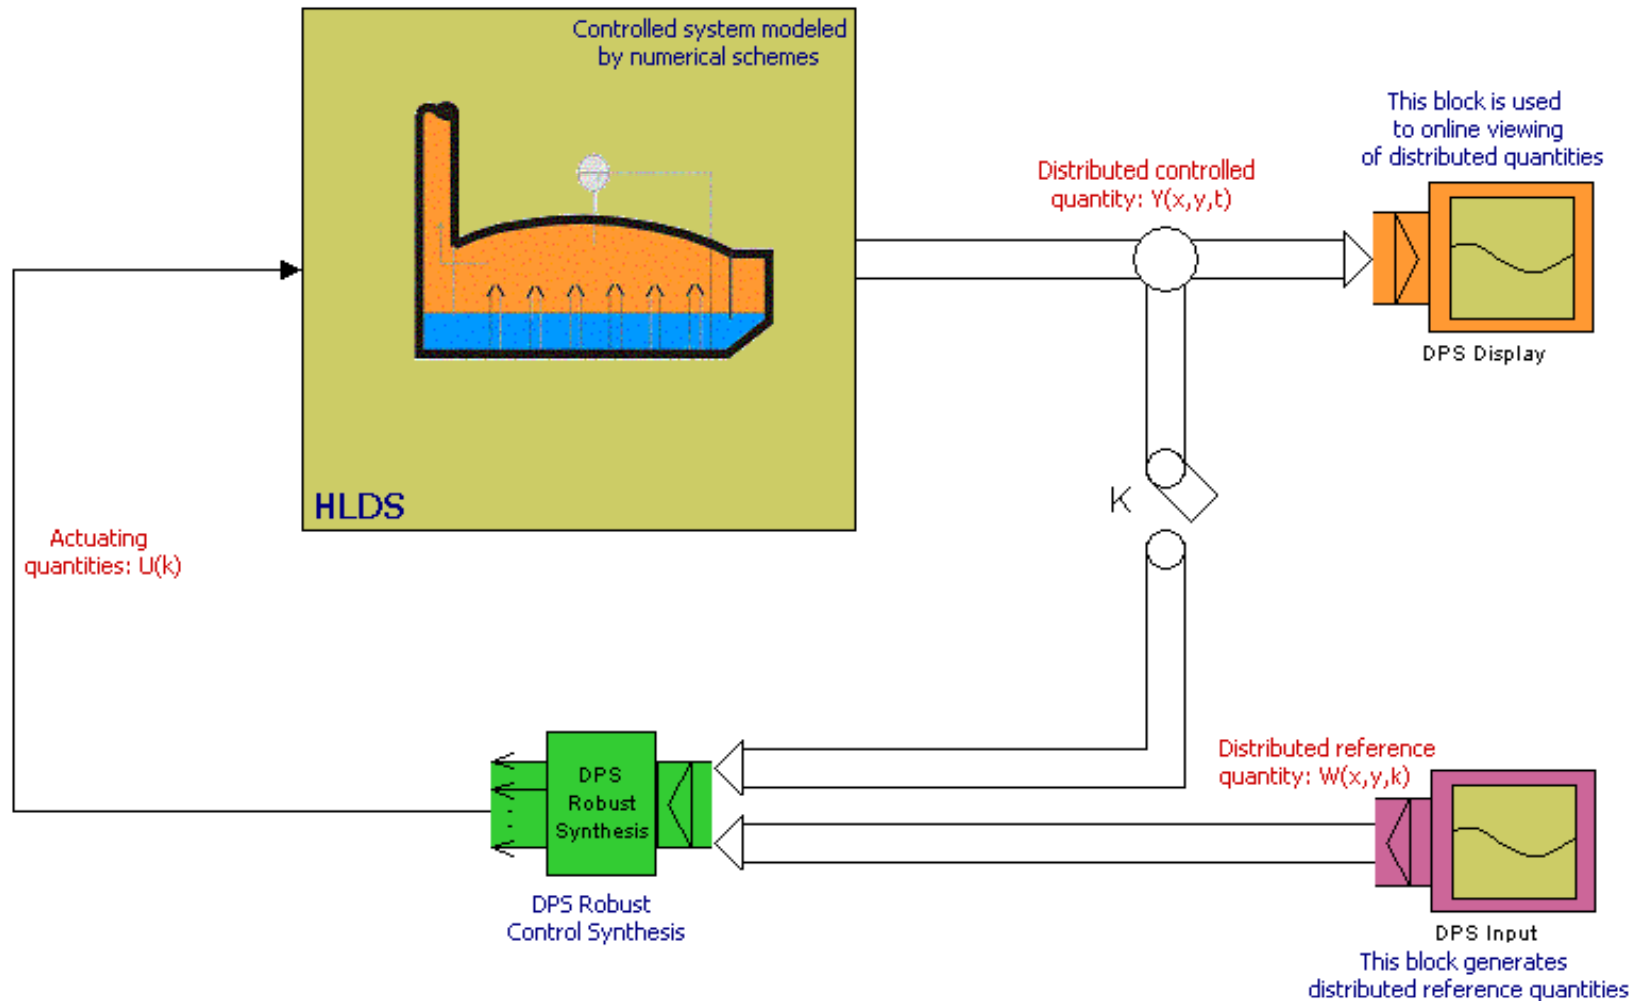 Controlled system modeled
by numerical schemes
HLDS
This block is used
to online viewing
of distributed quantities
Distributed controlled
quantity: Y(x,y,t)
DPS Display
K
Actuating
quantities: U(k)
DPS
Robust
Synthesis
DPS Robust
Control Synthesis
Distributed reference
quantity: W(x,y,k)
DPS Input
This block generates
distributed reference quantities